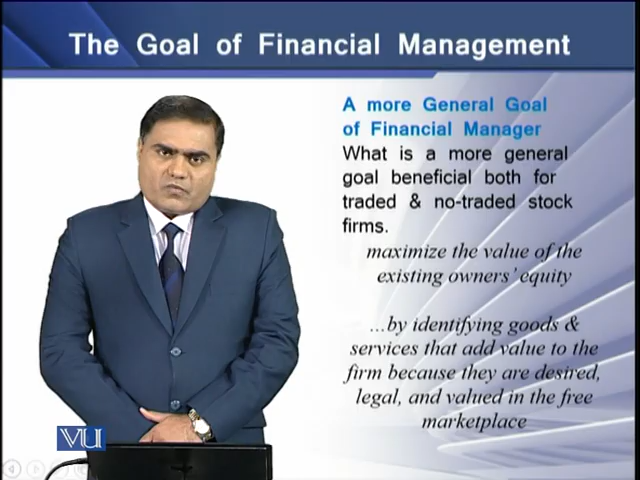 The Goal of Financial Management
A more General Goal
of Financial Manager
What is a more general
goal beneficial both for
traded & no-traded stock
firms.
maximize the value of the
existing owners' equity
...by identifying goods &
services that add value to the
firm because they are desired,
legal, and valued in the free
marketplace
VU